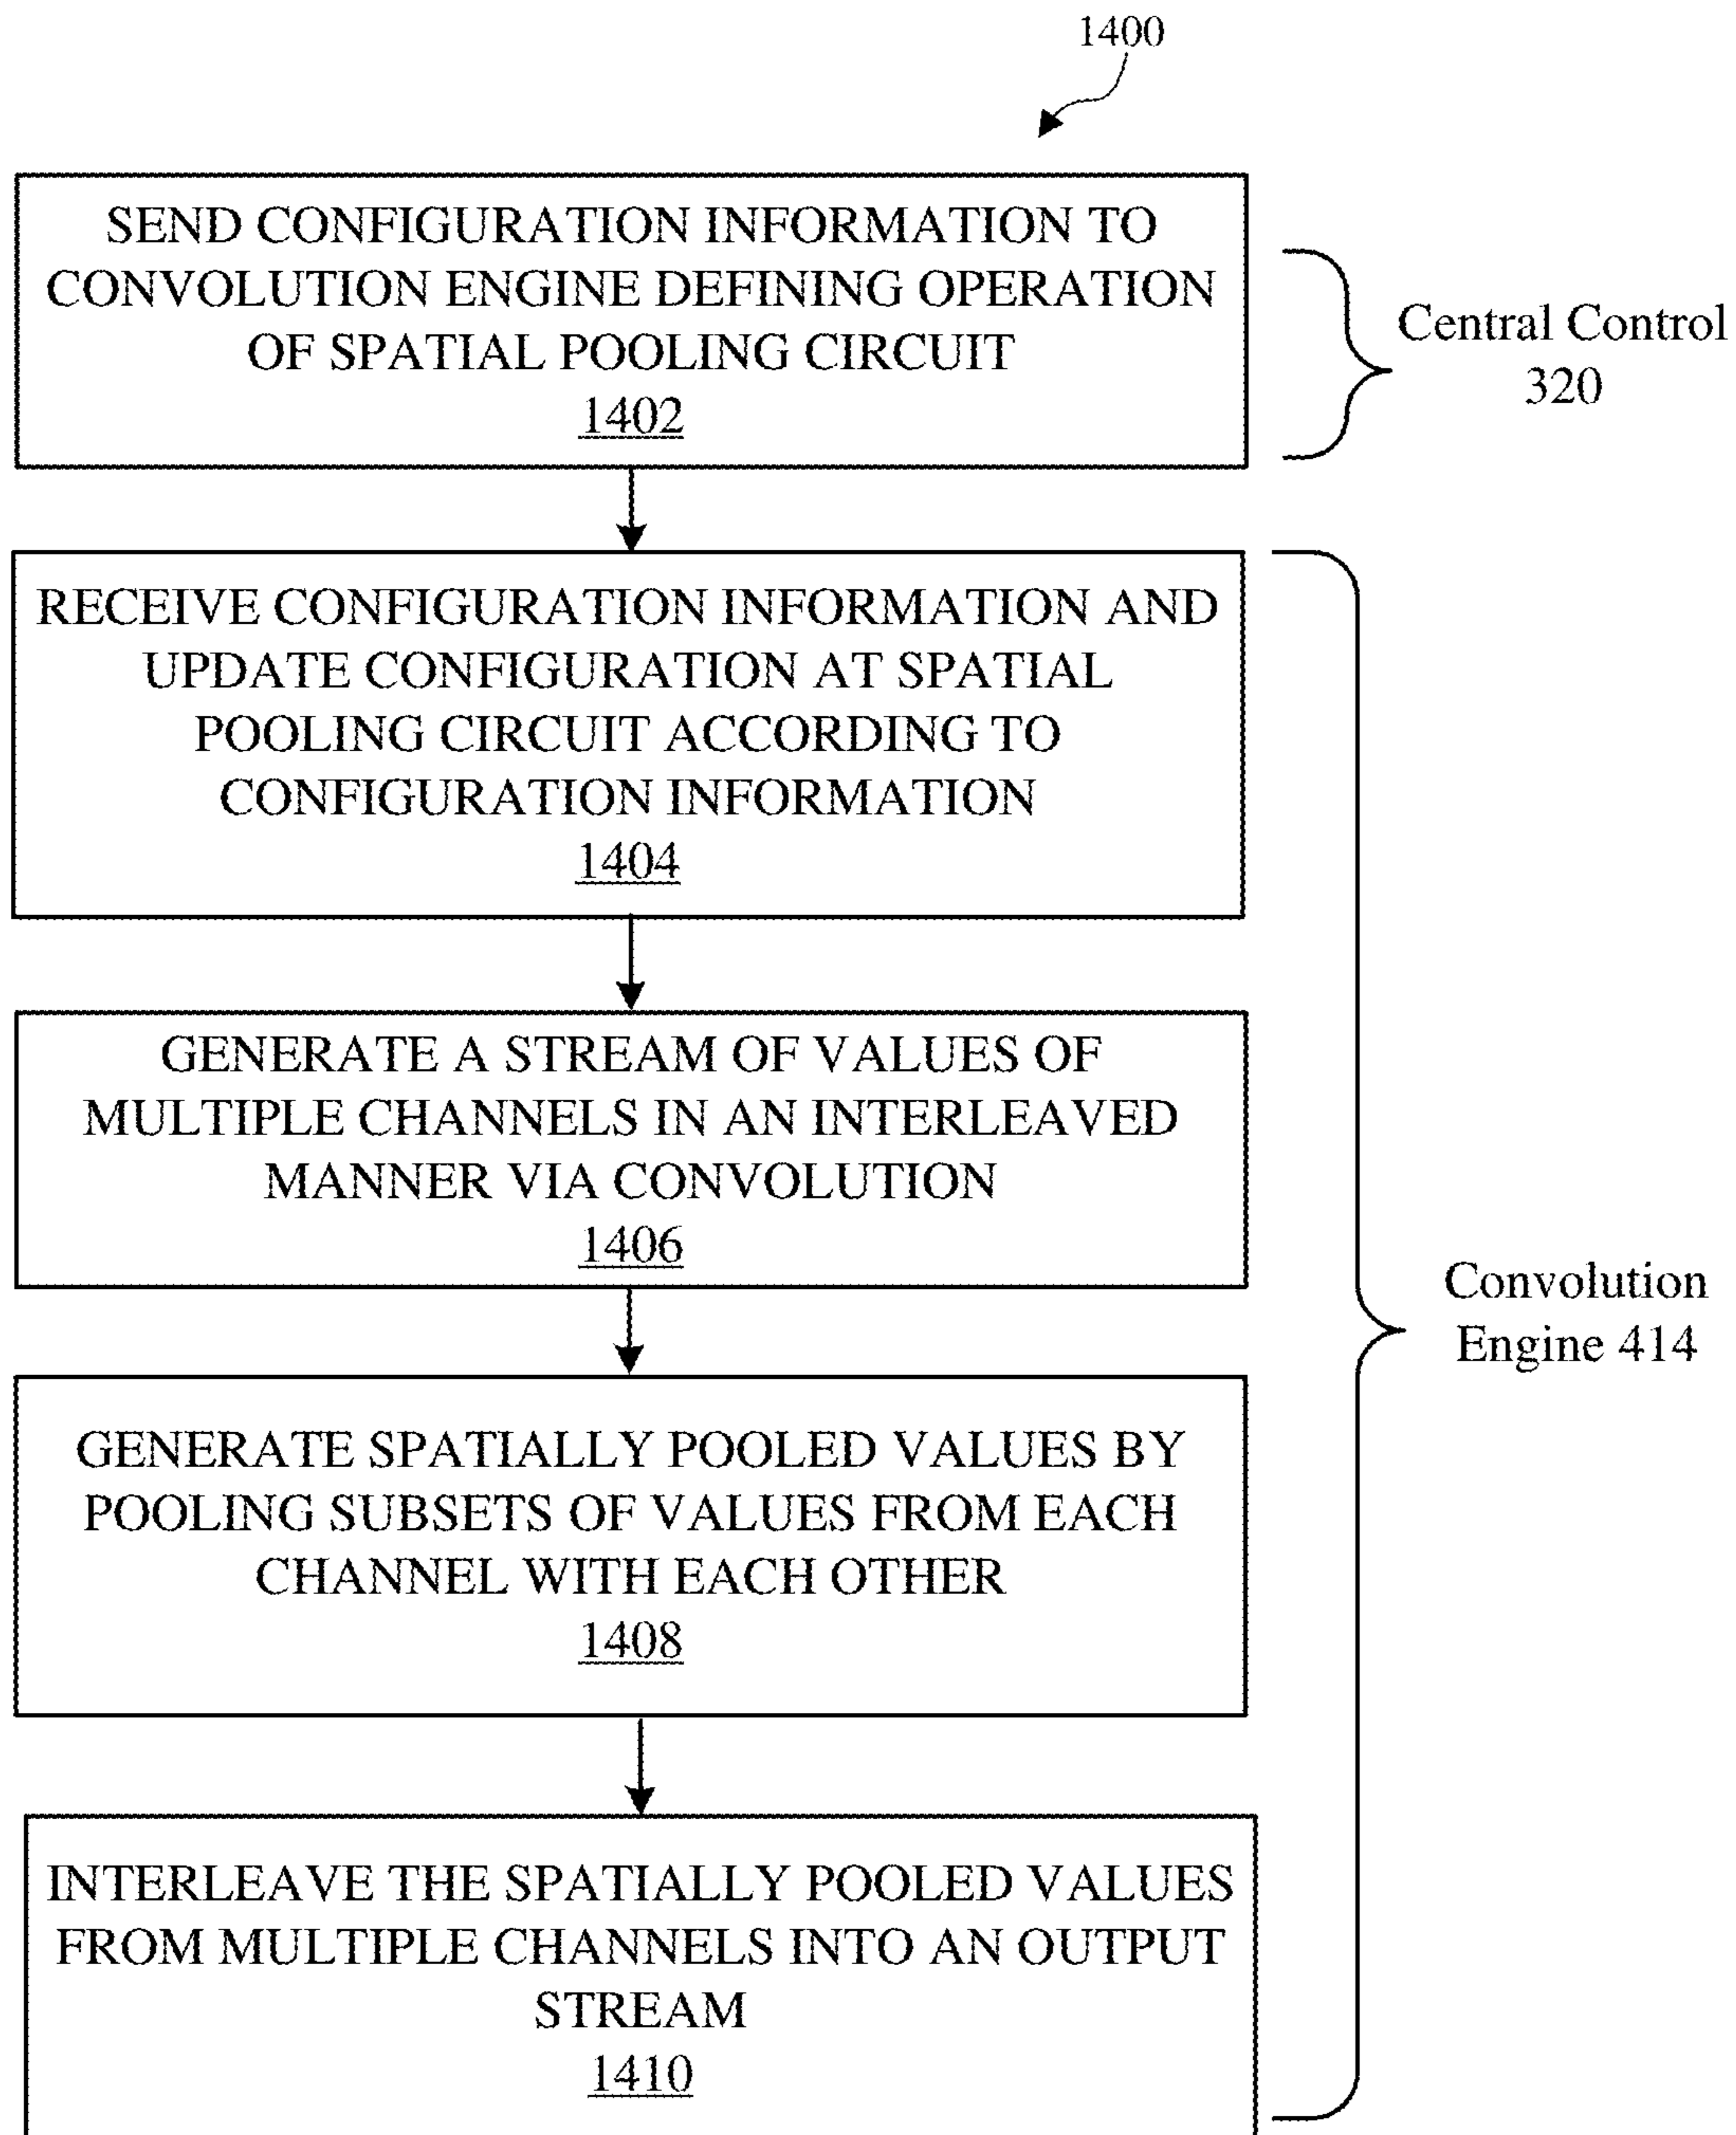 1400
SEND CONFIGURATION INFORMATION TO
CONVOLUTION ENGINE DEFINING OPERATION
OF SPATIAL POOLING CIRCUIT
1402
Central Control
320
RECEIVE CONFIGURATION INFORMATION AND
UPDATE CONFIGURATION AT SPATIAL
POOLING CIRCUIT ACCORDING TO
CONFIGURATION INFORMATION
1404
GENERATE A STREAM OF VALUES OF
MULTIPLE CHANNELS IN AN INTERLEAVED
MANNER VIA CONVOLUTION
1406
Convolution
Engine 414
GENERATE SPATIALLY POOLED VALUES BY
POOLING SUBSETS OF VALUES FROM EACH
CHANNEL WITH EACH OTHER
1408
INTERLEAVE THE SPATIALLY POOLED VALUES
FROM MULTIPLE CHANNELS INTO AN OUTPUT
STREAM
1410